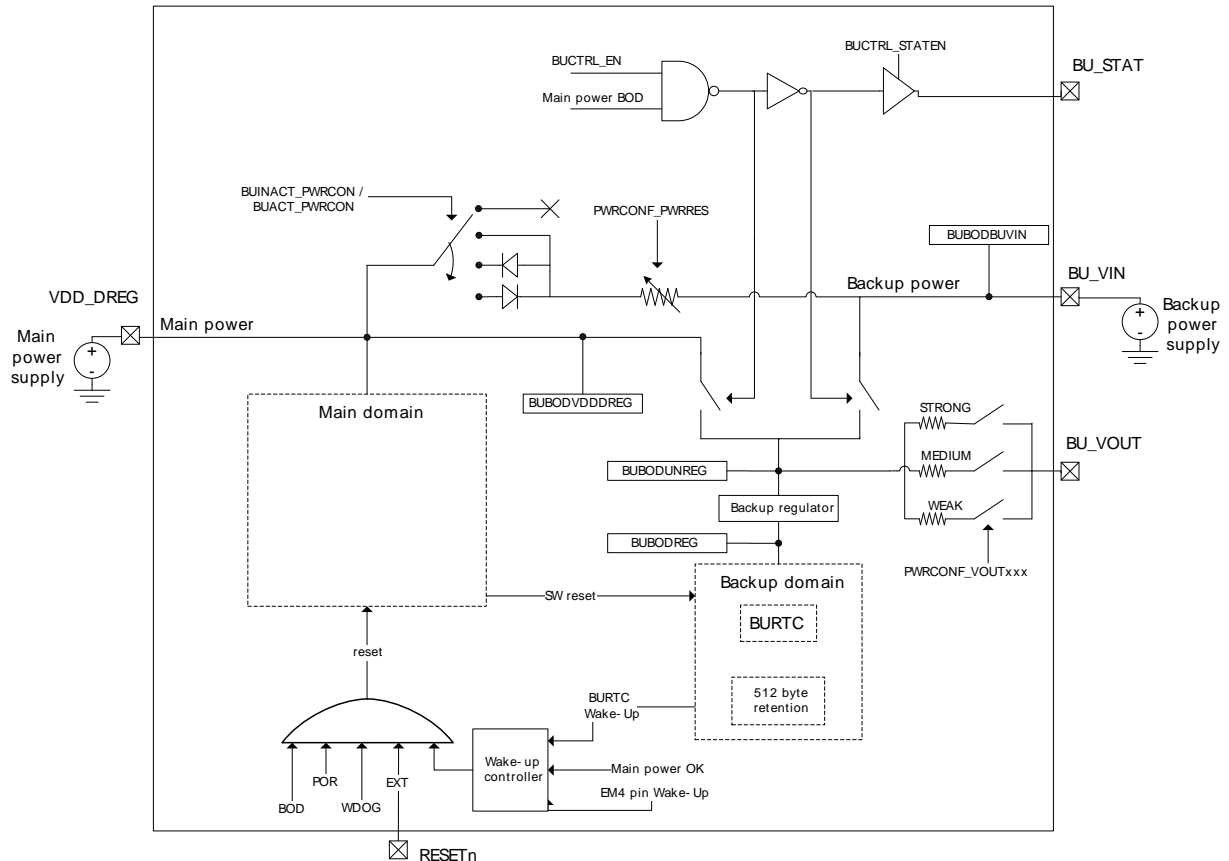 BUCTRL_STATEN
BUCTRL_EN
BU_STAT
Main power BOD
BUINACT_PWRCON /
BUACT_PWRCON
PWRCONF_PWRRES
BUBODBUVIN
BU_VIN
Backup power
VDD_DREG
Main power
Main
power
supply
+
-
+
-
Backup
power
supply
BUBODVDDDREG
Main domain
STRONG
BU_VOUT
BUBODUNREG
MEDIUM
Backup regulator
WEAK
BUBODREG
PWRCONF_VOUTxxx
Backup domain
SW reset
BURTC
reset
512 byte
retention
BURTC
Wake-Up
Wake-up
controller
Main power OK
EM4 pin Wake-Up
BOD
POR
WDOG
EXT
RESETn